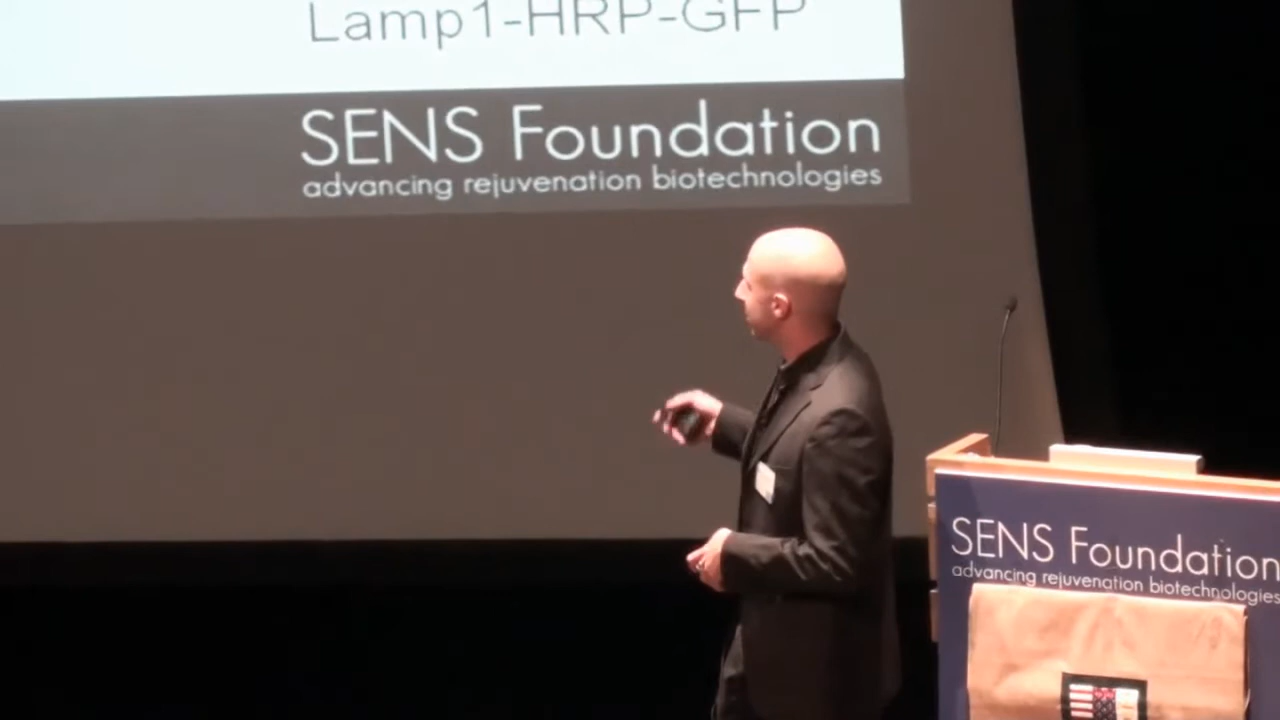 Lamp1-HRP-GFP
SENS Foundation
advancing rejuvenation biotechnologies
SENS Foundation
advancing rejuvenation biotechnologies